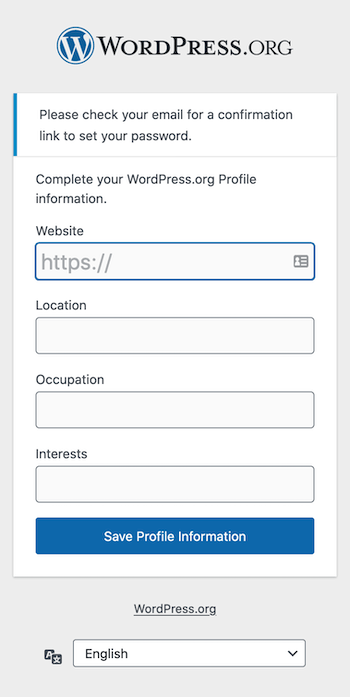 WORDPRESS.ORG
Please check your email for a confirmation
link to set your password.
Complete your WordPress.org Profile
information.
Website
https://
Location
Occupation
Interests
Save Profile Information
WordPress.org
English